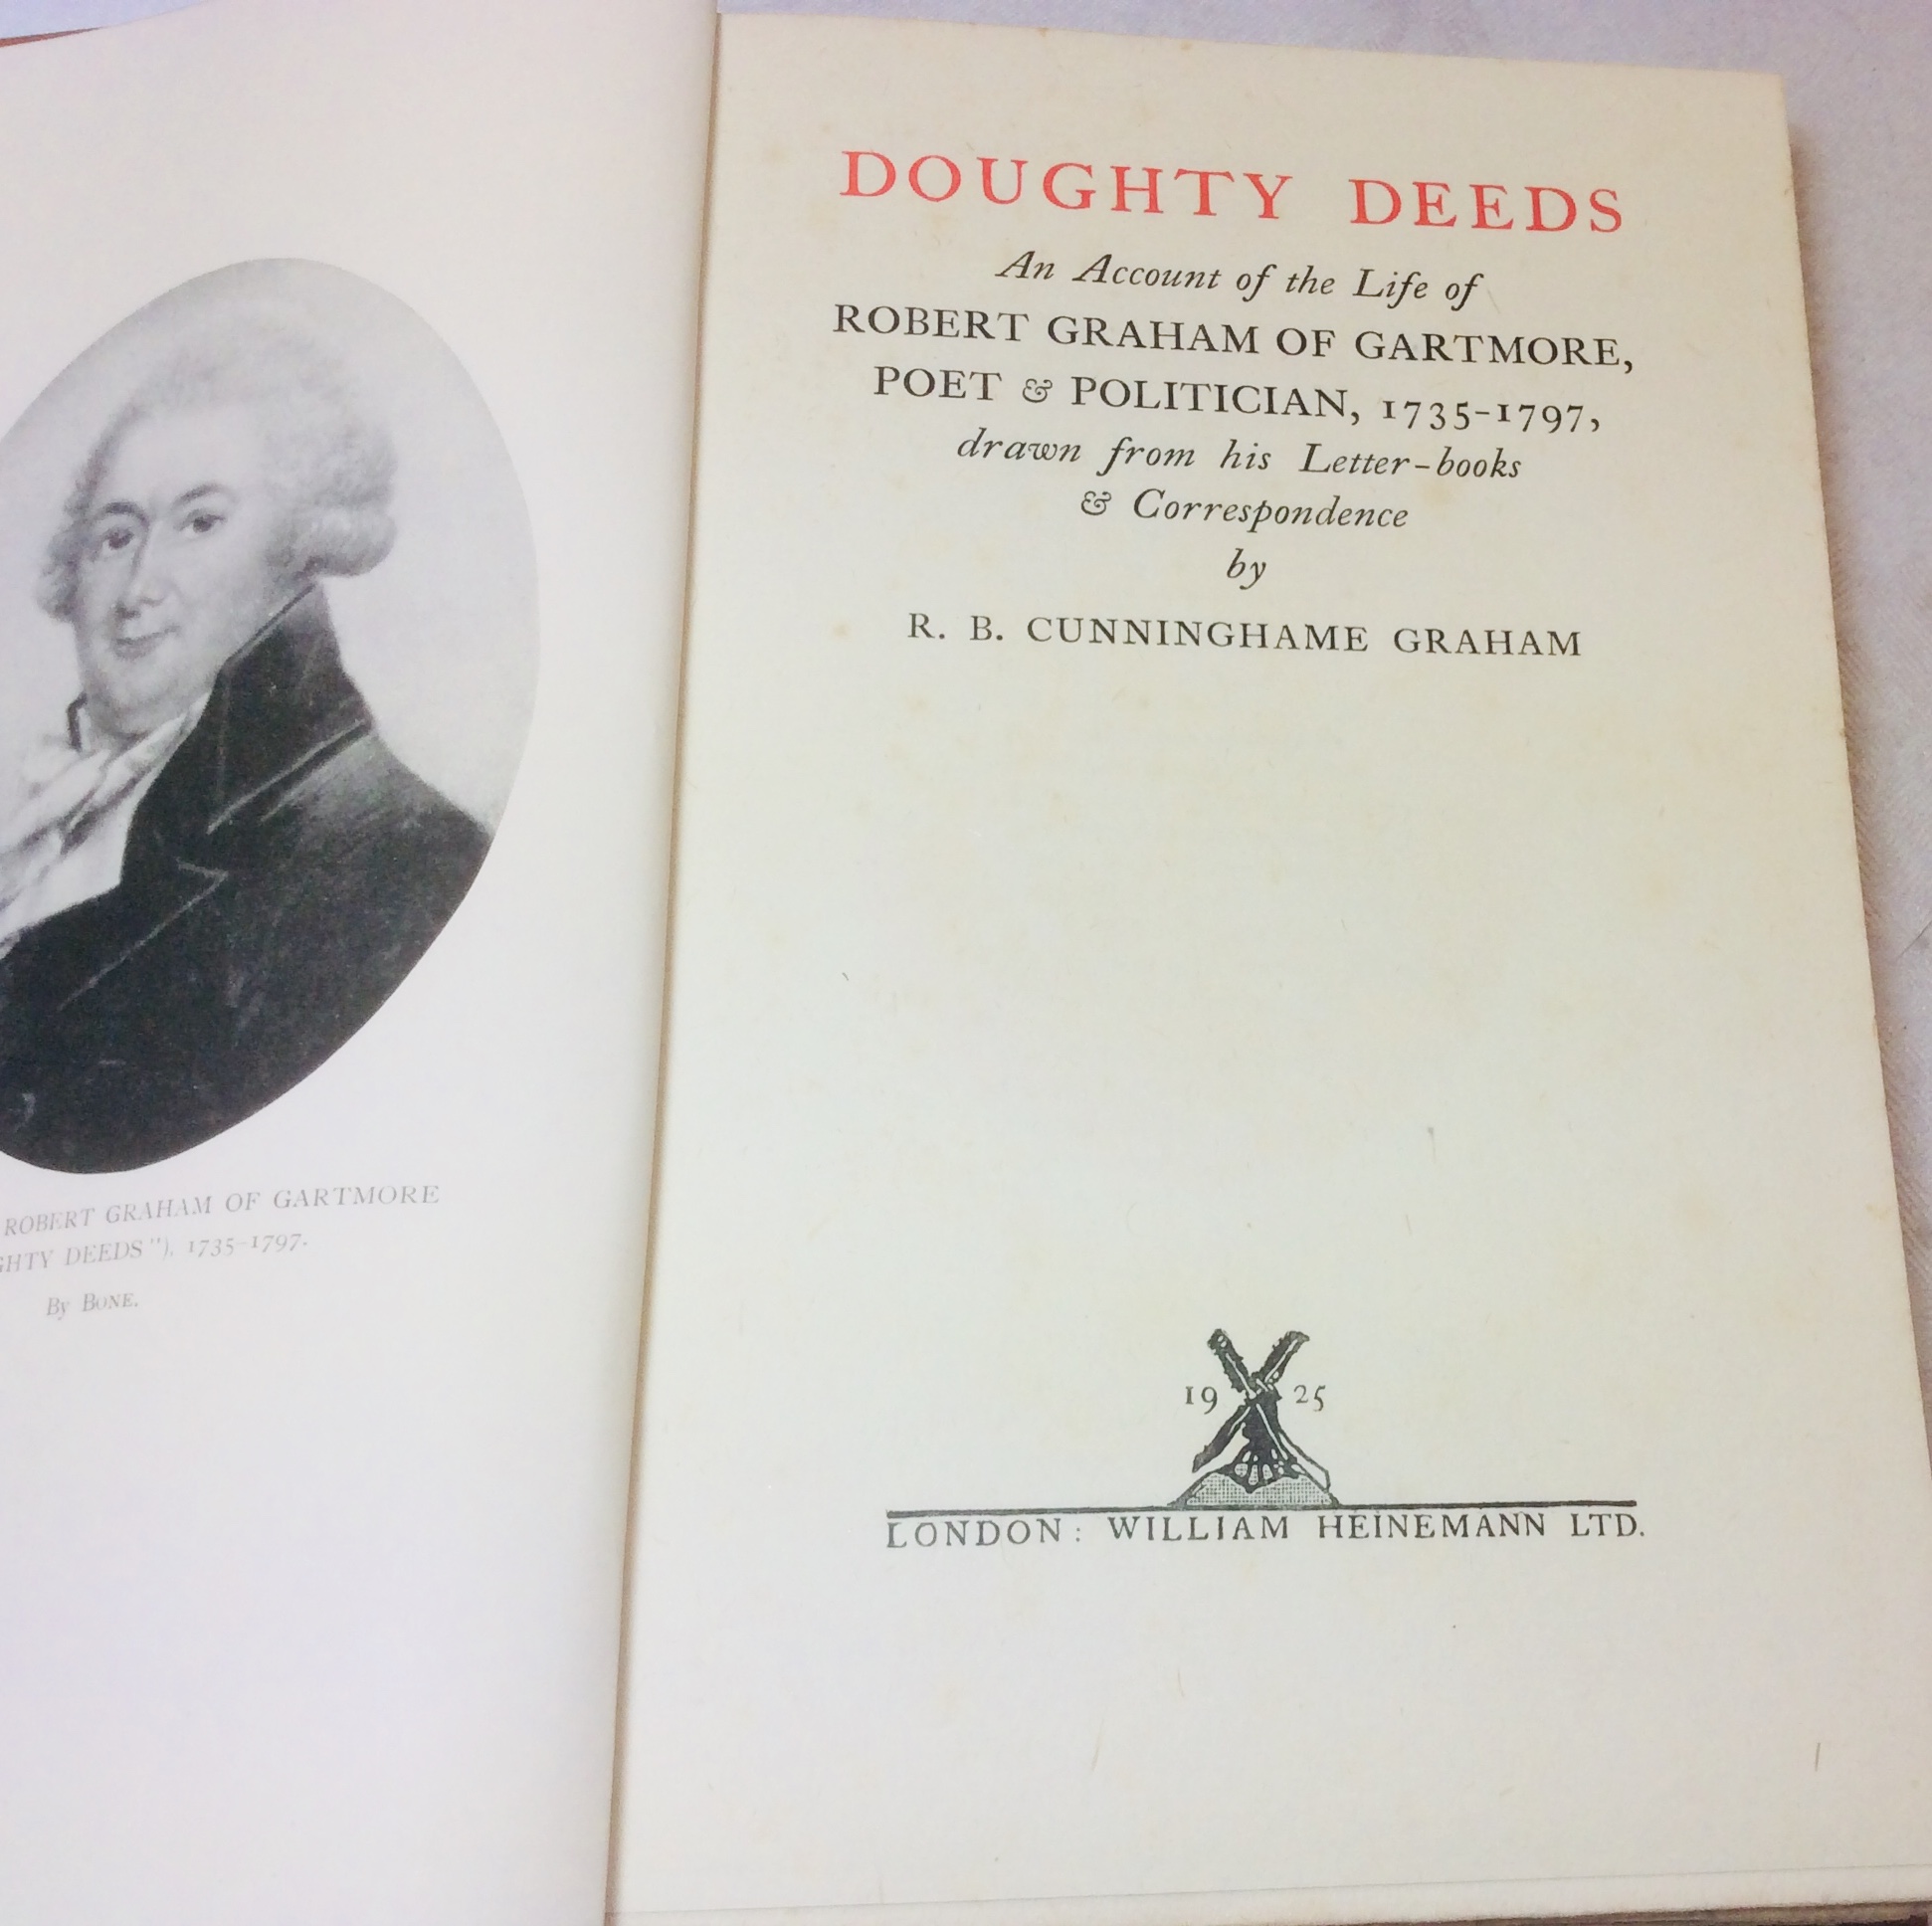 ROBERT GRAHAM OF GARTMORE
DEEDS"), 1735-1797.
By BONE.
DOUGHTY DEEDS
An Account of the Life of
ROBERT GRAHAM OF GARTMORE,
POET & POLITICIAN, 1735-1797,
drawn from his Letter-books
& Correspondence
by
R. B. CUNNINGHAME GRAHAM
19 25
LONDON: WILLIAM HEINEMANN LTD.